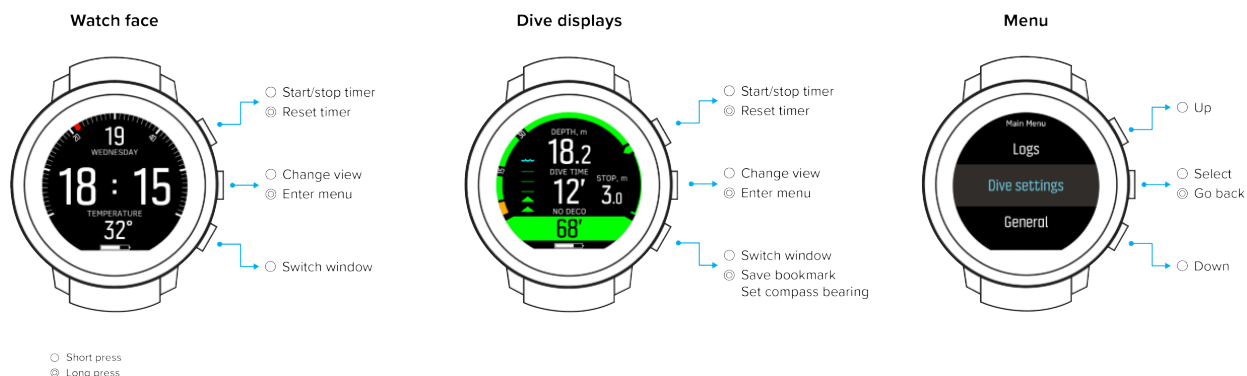 Watch face
Dive displays
Menu
Start/stop timer
Reset timer
Change view
Enter menu
Switch window
20
40
19
WEDNESDAY
18 : 15
TEMPERATURE
32°
Start/stop timer
Reset timer
Change view
Enter menu
Switch window
Save bookmark
Set compass bearing
30
15
DEPTH, m
18.2
DIVE TIME
12’
STOP, m
3.0
NO DECO
68’
Up
Select
Go back
Down
Main Menu
Logs
Dive settings
General
Short press
Long press